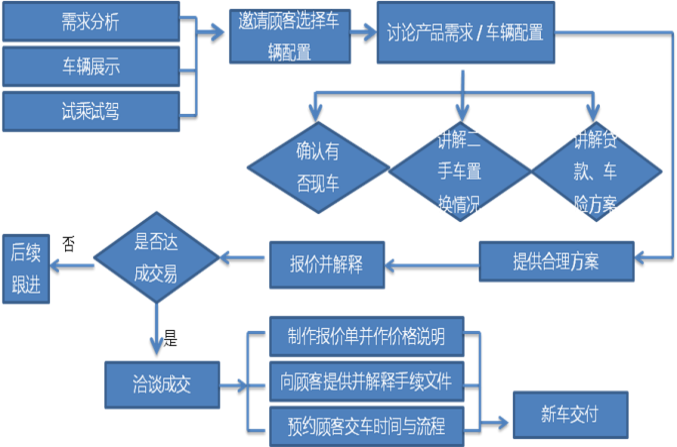 需求分析
车辆展示
试乘试驾
邀请顾客选择车
辆配置
讨论产品需求 / 车辆配置
确认有
否现车
讲解二
手车置
换情况
讲解贷
款、车
险方案
后续
跟进
否
是否达
成交易
报价并解释
提供合理方案
是
洽谈成交
制作报价单并作价格说明
向顾客提供并解释手续文件
预约顾客交车时间与流程
新车交付